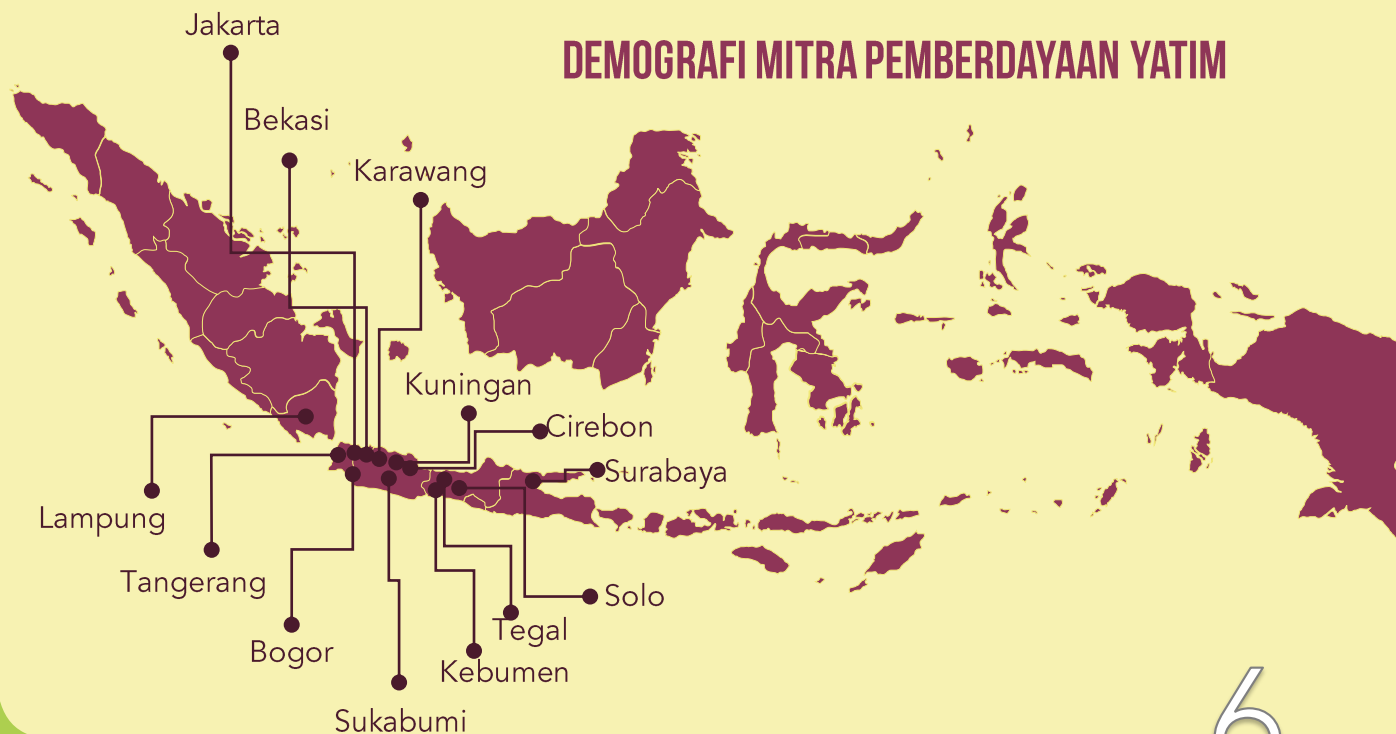 Jakarta
DEMOGRAFI MITRA PEMBERDAYAAN YATIM
Bekasi
Karawang
Kuningan
Cirebon
Surabaya
Lampung
Tangerang
Solo
Tegal
Bogor
Kebumen
Sukabumi
6